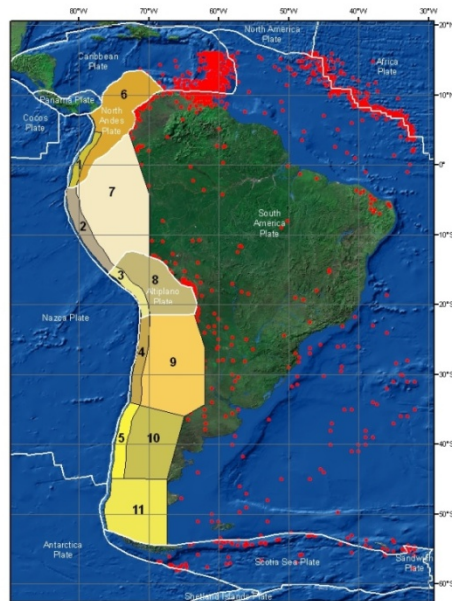 80°W
70°W
60°W
50°W
40°W
30°W
20°N
North America
Plate
Caribbean
Plate
Africa
Plate
Panama
Plate
6
North
Andes
Plate
10°N
Cocos
Plate
1
0°
7
2
South
America
Plate
10°S
3
8
Altiplano
Plate
20°S
Nazca Plate
4
9
30°S
5
10
40°S
11
50°S
Antarctica
Plate
Scotia Sea Plate
Sandwich
Plate
Shetland Islands Plate
60°S